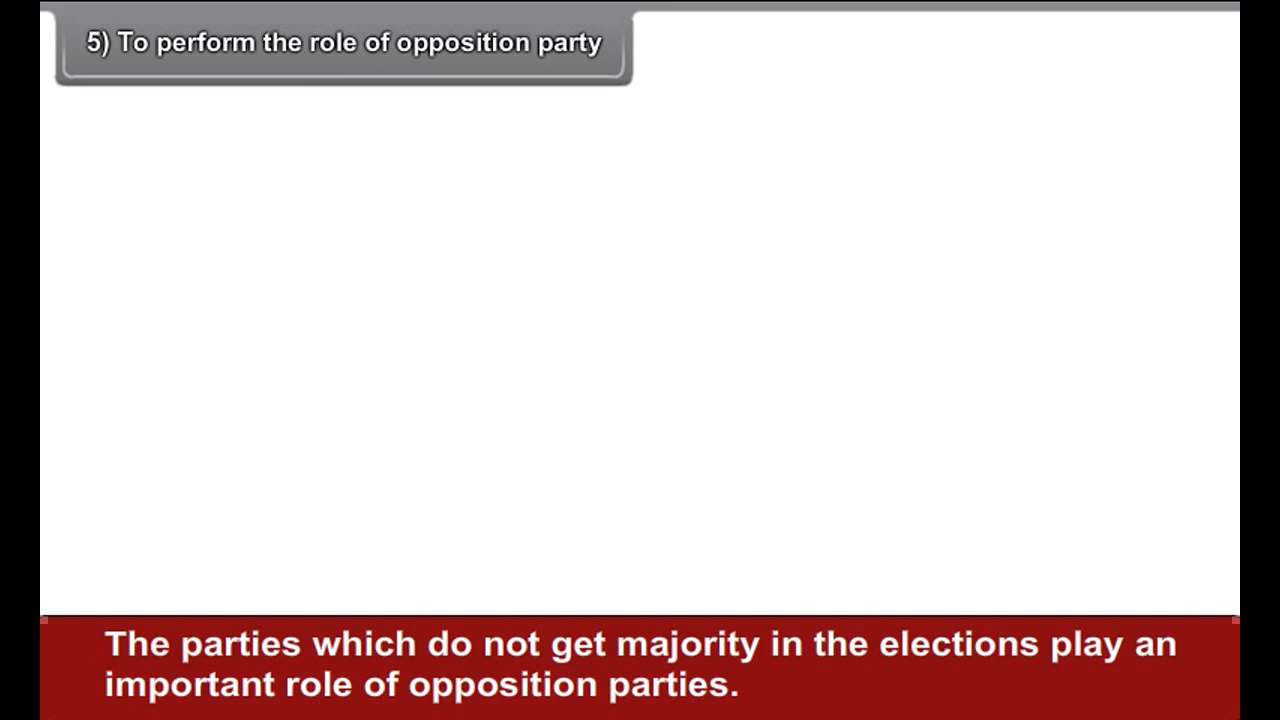 5) To perform the role of opposition party
The parties which do not get majority in the elections play an
important role of opposition parties.